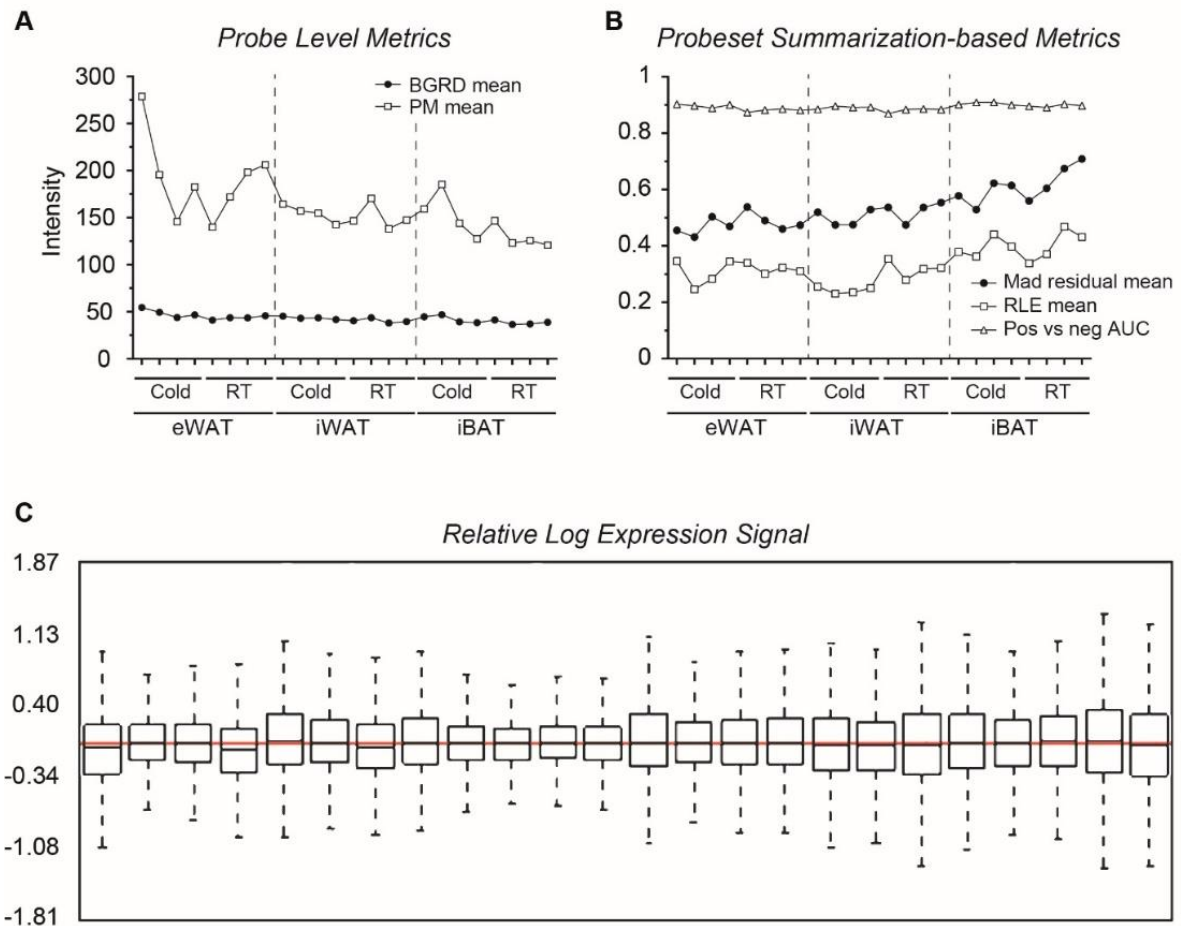 A
Probe Level Metrics
300
250
200
150
100
50
0
Intensity
BGRD mean
PM mean
Cold RT Cold RT Cold RT
eWAT iWAT iBAT
B
Probeset Summarization-based Metrics
1
0.8
0.6
0.4
0.2
0
Mad residual mean
RLE mean
Pos vs neg AUC
Cold RT Cold RT Cold RT
eWAT iWAT iBAT
C
Relative Log Expression Signal
1.87
1.13
0.40
-0.34
-1.08
-1.81